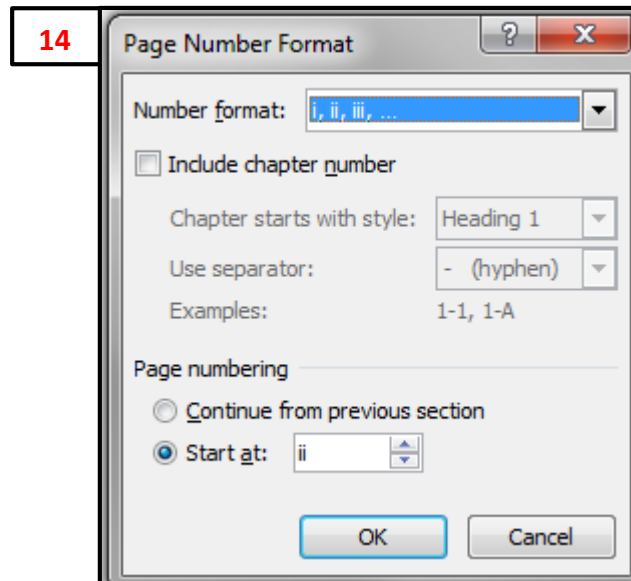 14
Page Number Format
Number format: i, ii, iii, ...
Include chapter number
Chapter starts with style: Heading 1
Use separator: - (hyphen)
Examples: 1-1, 1-A
Page numbering
Continue from previous section
Start at: ii
OK Cancel